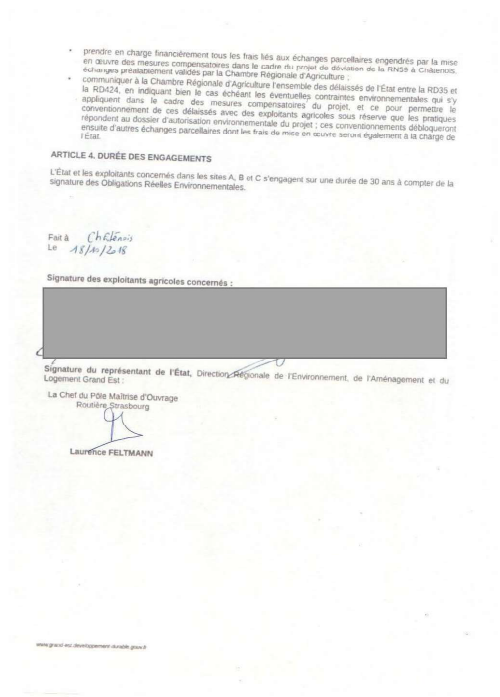 • prendre en charge financièrement tous les frais liés aux échanges parcellaires engendrés par la mise
en œuvre des mesures compensatoires dans le cadre du projet de déviation de la RN59 à Châtenois,
échanges préalablement validés par la Chambre Régionale d'Agriculture ;
• communiquer à la Chambre Régionale d'Agriculture l'ensemble des délaissés de l'État entre la RD35 et
la RD424, en indiquant bien le cas échéant les éventuelles contraintes environnementales qui s'y
appliquent dans le cadre des mesures compensatoires du projet, et ce pour permettre le
conventionnement de ces délaissés avec des exploitants agricoles sous réserve que les pratiques
répondent au dossier d'autorisation environnementale du projet ; ces conventionnements débloqueront
ensuite d'autres échanges parcellaires dont les frais de mise en œuvre seront également à la charge de
l'État.
ARTICLE 4. DURÉE DES ENGAGEMENTS
L'État et les exploitants concernés dans les sites A, B et C s'engagent sur une durée de 30 ans à compter de la
signature des Obligations Réelles Environnementales.
Fait à Châtenois
Le 18/10/2018
Signature des exploitants agricoles concernés :
Signature du représentant de l'État, Direction Régionale de l'Environnement, de l'Aménagement et du
Logement Grand Est :
La Chef du Pôle Maîtrise d'Ouvrage
Routière Strasbourg
Laurence FELTMANN
www.grand-est.developpement-durable.gouv.fr